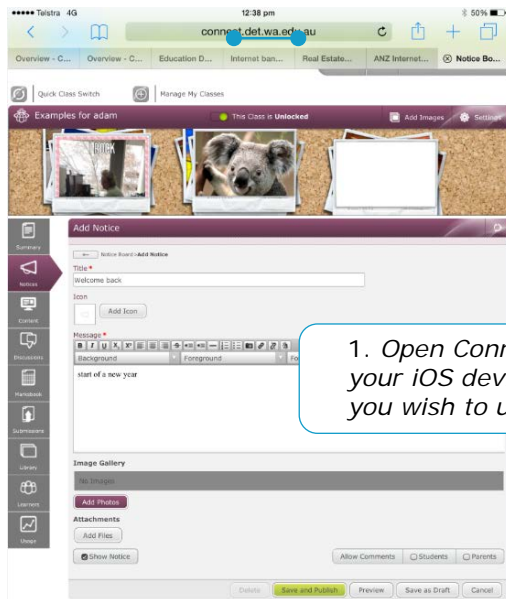 Telstra 4G 12:38 pm 50%
connect.det.wa.edu.au
Overview - C... Overview - C... Education D... Internet ban... Real Estate... ANZ Internet... Notice Bo...
Quick Class Switch Manage My Classes
Examples for adam This Class is Unlocked Add Images Settings
Add Notice
Summary
Notice Board>Add Notice
Title*
Notices
Welcome back
Icon
Content
Add Icon
Discussions
Message*
B I U
Background Foreground Fo
Marksbook
start of a new year
1. Open Conn
your iOS dev
you wish to u
Submissions
Library
Image Gallery
No Images
Learners
Add Photos
Attachments
Add Files
Usage
Show Notice Allow Comments Students Parents
Delete Save and Publish Preview Save as Draft Cancel